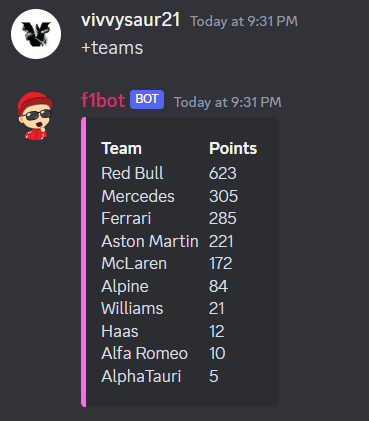 vivvysaur21 Today at 9:31 PM
+teams
f1bot BOT Today at 9:31 PM
Team Points
Red Bull 623
Mercedes 305
Ferrari 285
Aston Martin 221
McLaren 172
Alpine 84
Williams 21
Haas 12
Alfa Romeo 10
AlphaTauri 5